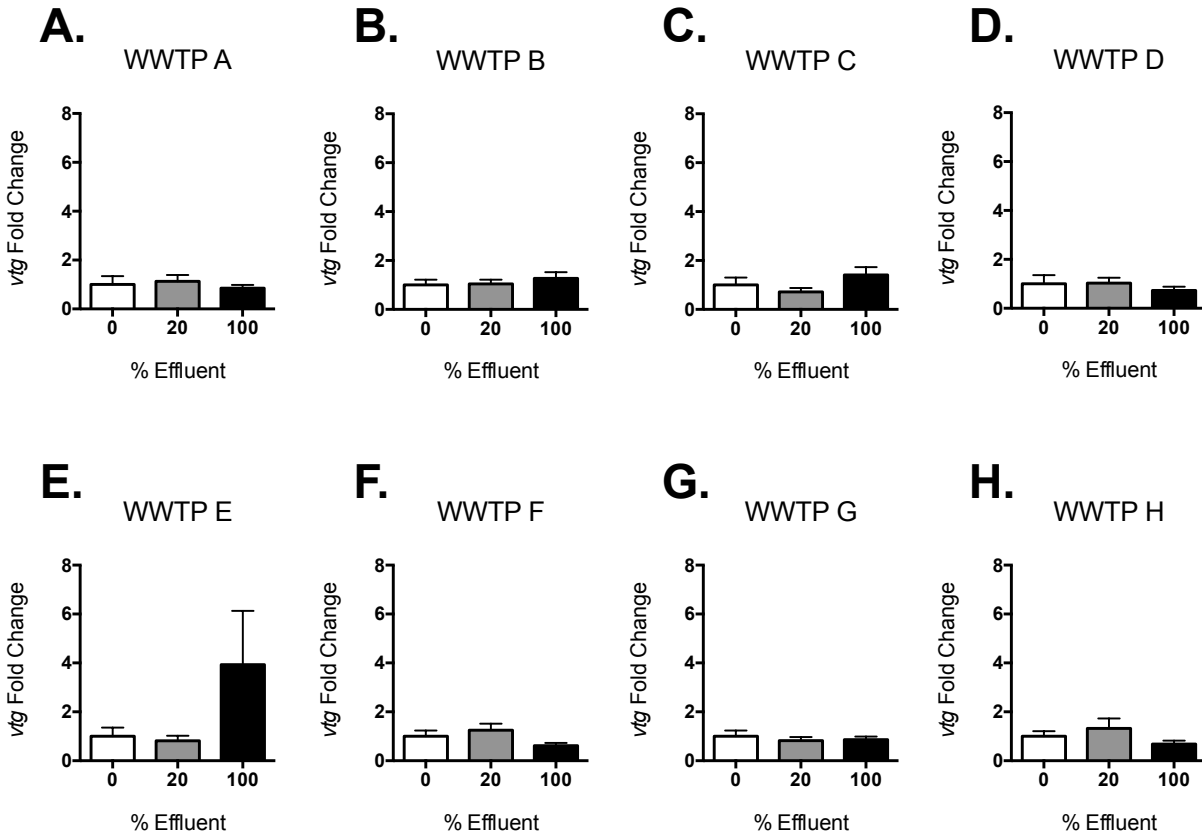 A.
WWTP A
vtg Fold Change
8
6
4
2
0
0 20 100
% Effluent
B.
WWTP B
vtg Fold Change
8
6
4
2
0
0 20 100
% Effluent
C.
WWTP C
vtg Fold Change
8
6
4
2
0
0 20 100
% Effluent
D.
WWTP D
vtg Fold Change
8
6
4
2
0
0 20 100
% Effluent
E.
WWTP E
vtg Fold Change
8
6
4
2
0
0 20 100
% Effluent
F.
WWTP F
vtg Fold Change
8
6
4
2
0
0 20 100
% Effluent
G.
WWTP G
vtg Fold Change
8
6
4
2
0
0 20 100
% Effluent
H.
WWTP H
vtg Fold Change
8
6
4
2
0
0 20 100
% Effluent